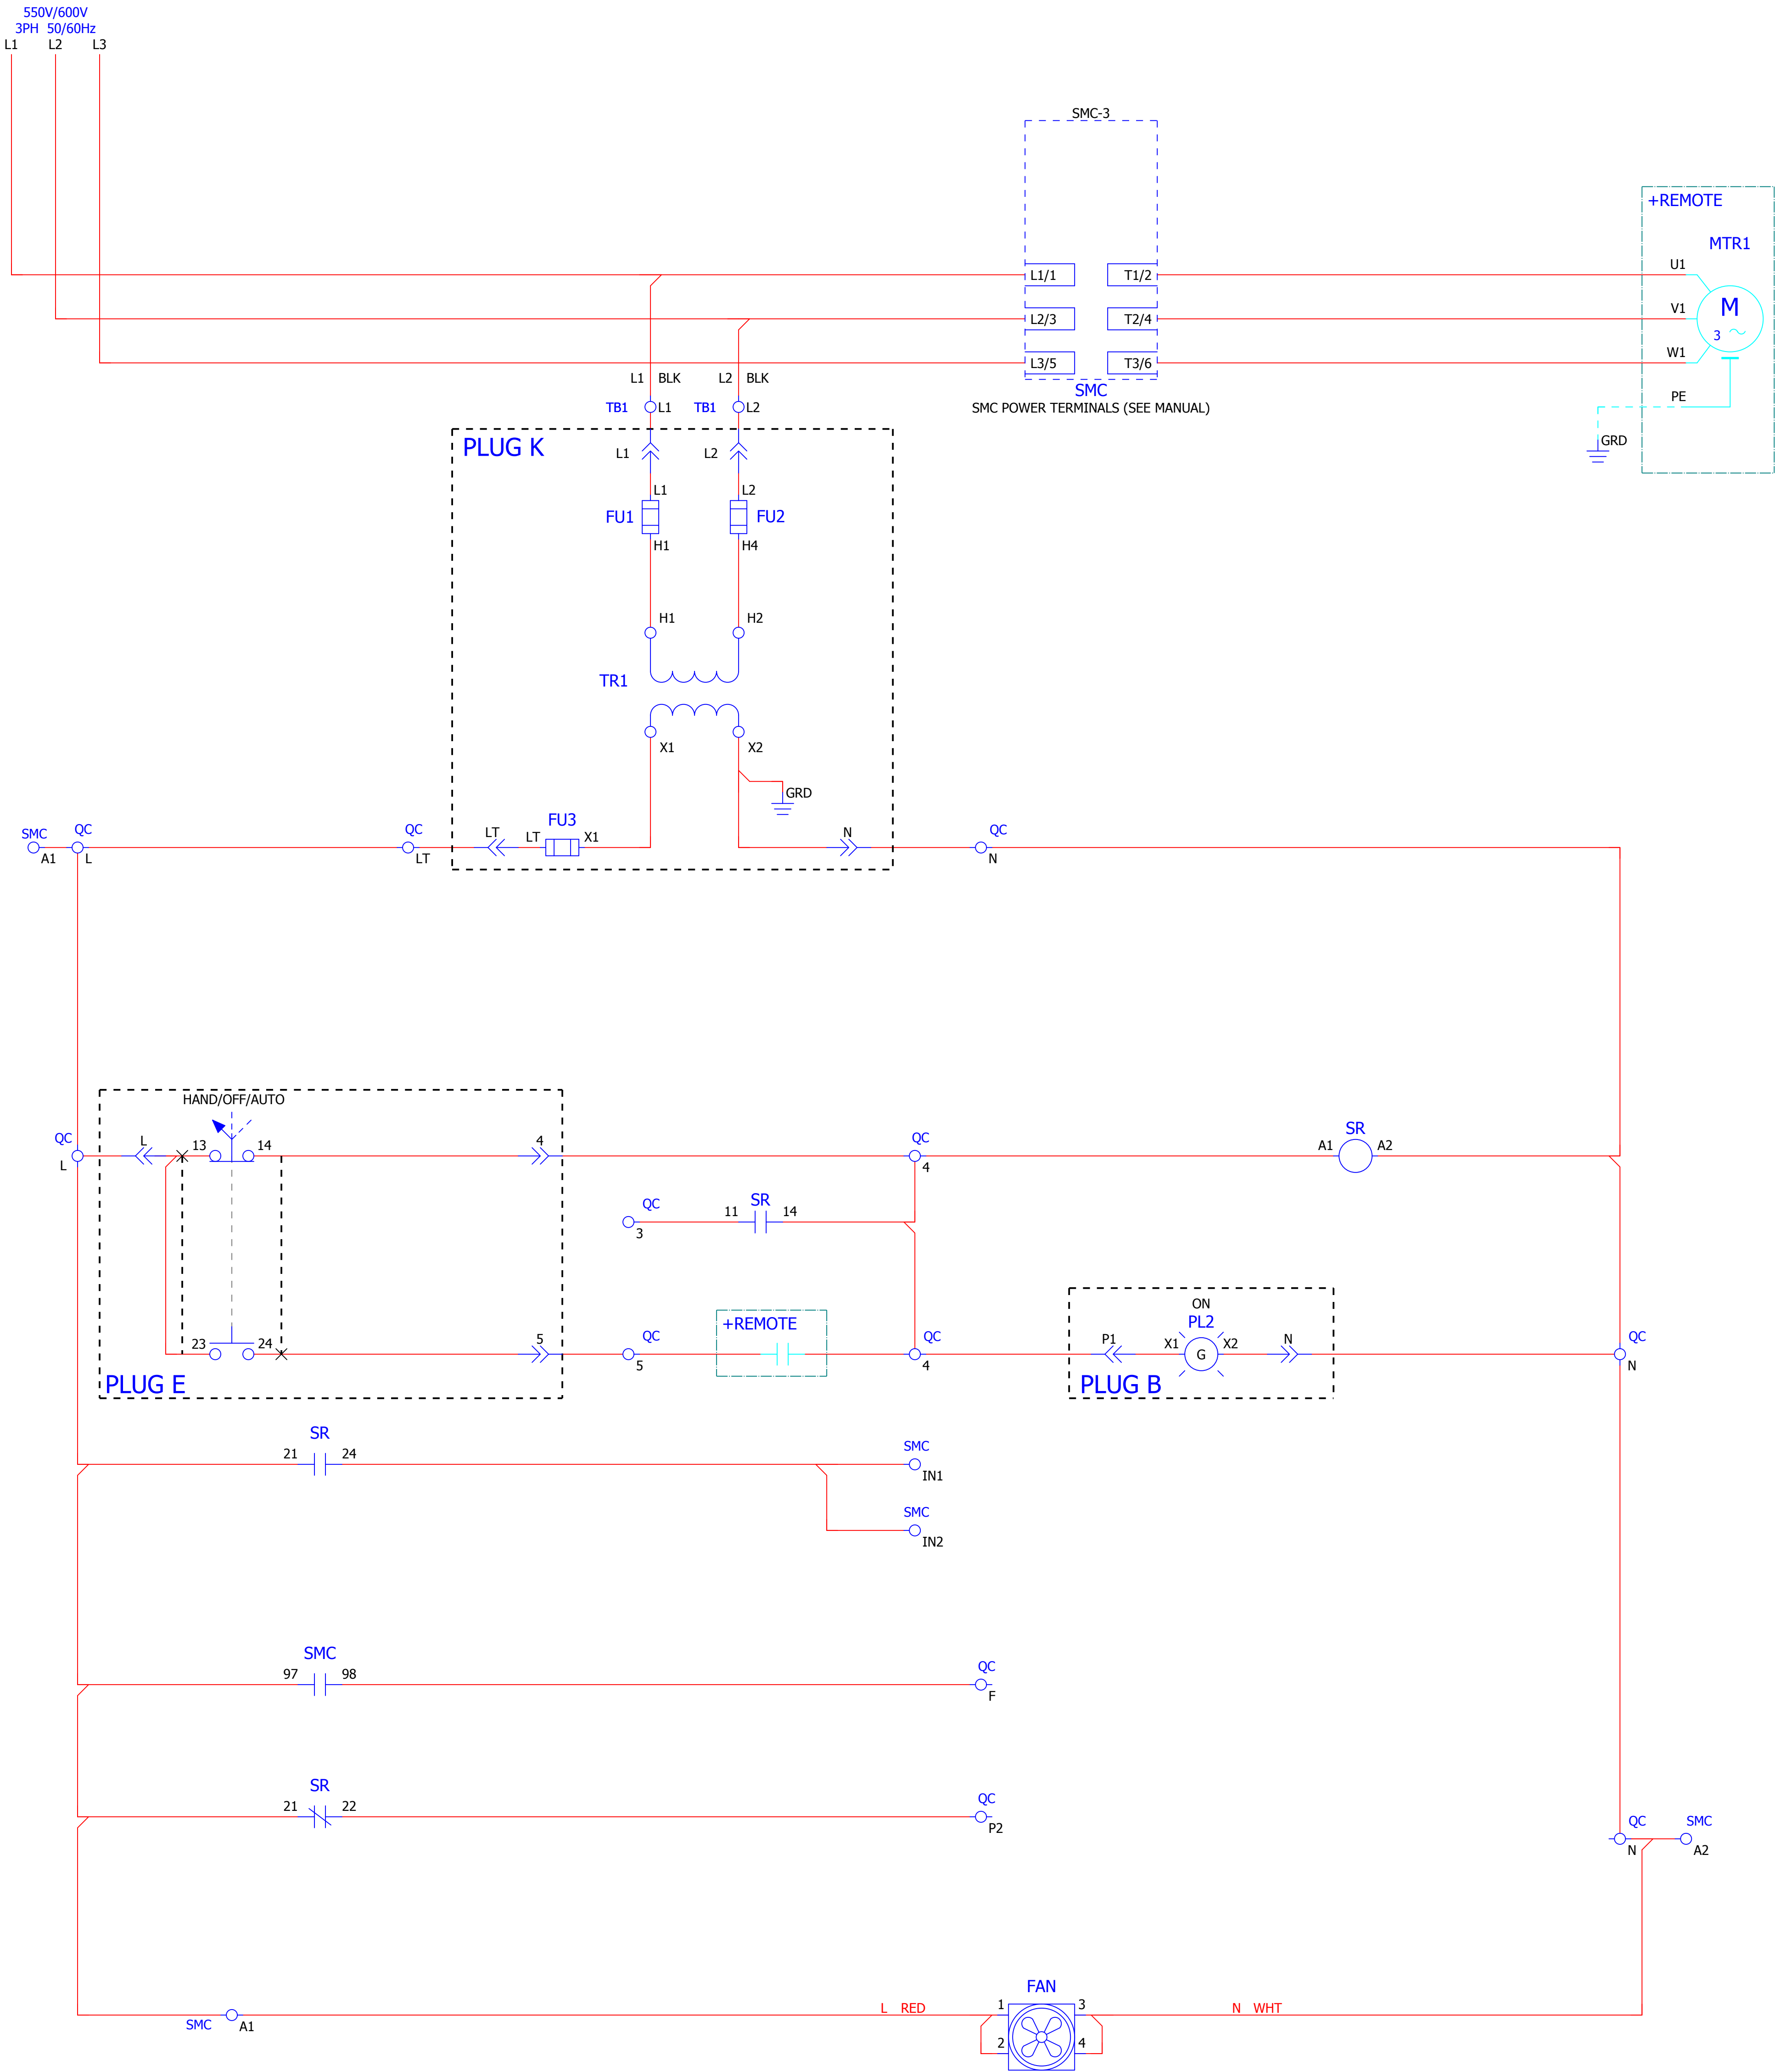 550V/600V
3PH 50/60Hz
L1 L2 L3
SMC-3
+REMOTE
MTR1
L1/1 T1/2 U1
L2/3 T2/4 V1 M
3
L3/5 T3/6 W1
L1 BLK L2 BLK
SMC
PE
TB1 L1 TB1 L2
SMC POWER TERMINALS (SEE MANUAL)
GRD
PLUG K
L1 L2
L1 L2
FU1 FU2
H1 H4
H1 H2
TR1
X1 X2
GRD
FU3
SMC QC QC LT LT X1 N QC
A1 L LT N
HAND/OFF/AUTO
QC L 13 14 4 QC SR
A1 A2
L 4
QC 11 SR 14
3
ON
+REMOTE PL2
23 24 5 QC QC P1 X1 G X2 N QC
5 4 N
PLUG E PLUG B
SR
21 24 SMC
IN1
SMC
IN2
SMC
97 98 QC
F
SR
21 22 QC
P2
QC SMC
N A2
FAN
L RED 1 3 N WHT
SMC A1
2 4